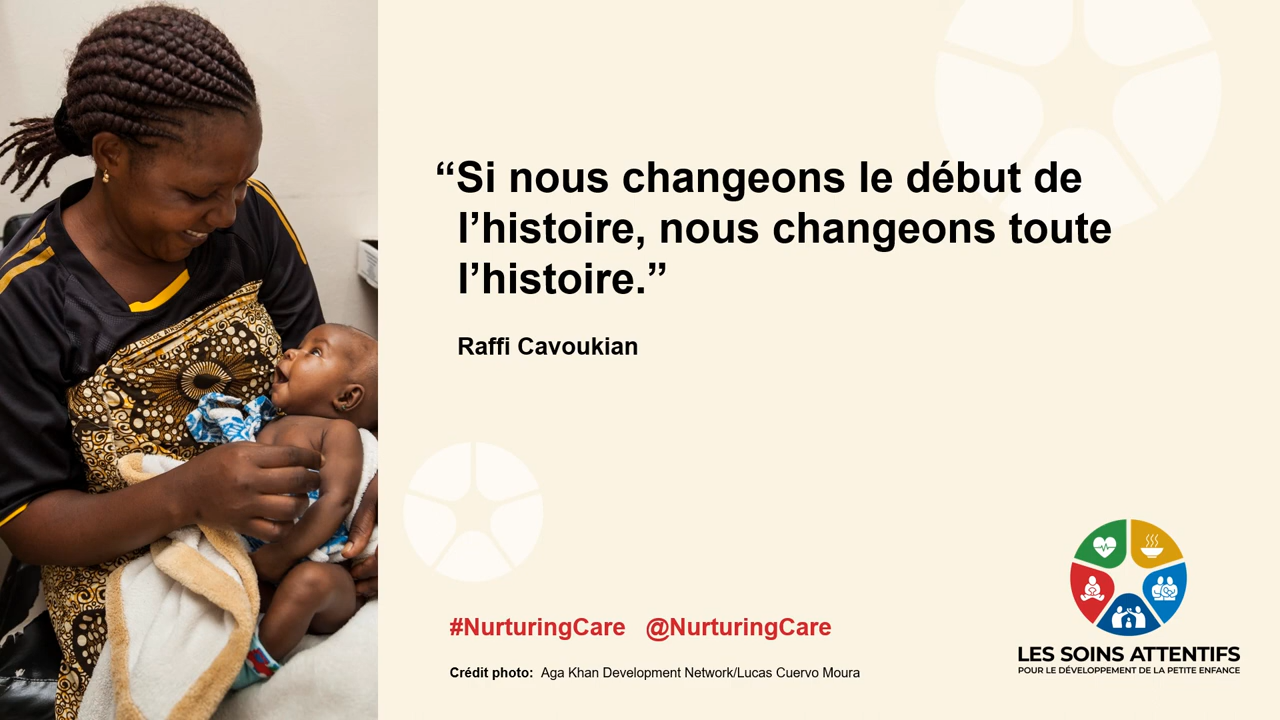 “Si nous changeons le début de
l’histoire, nous changeons toute
l’histoire.”
Raffi Cavoukian
#NurturingCare @NurturingCare
Crédit photo: Aga Khan Development Network/Lucas Cuervo Moura
LES SOINS ATTENTIFS
POUR LE DÉVELOPPEMENT DE LA PETITE ENFANCE